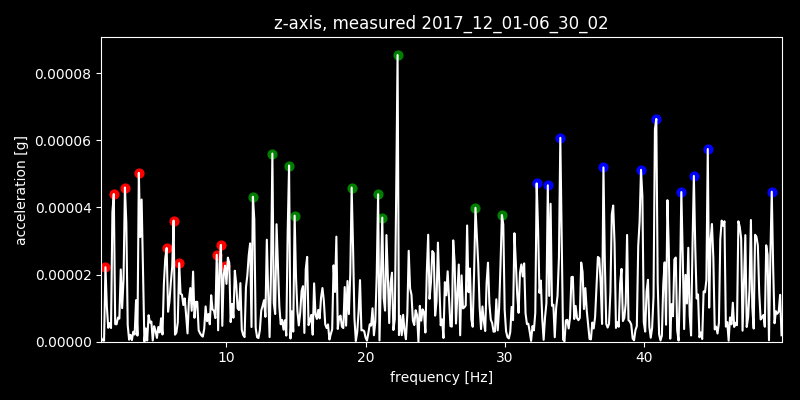 z-axis, measured 2017_12_01-06_30_02
0.00008
0.00006
0.00004
0.00002
0.00000
acceleration [g]
10 20 30 40
frequency [Hz]